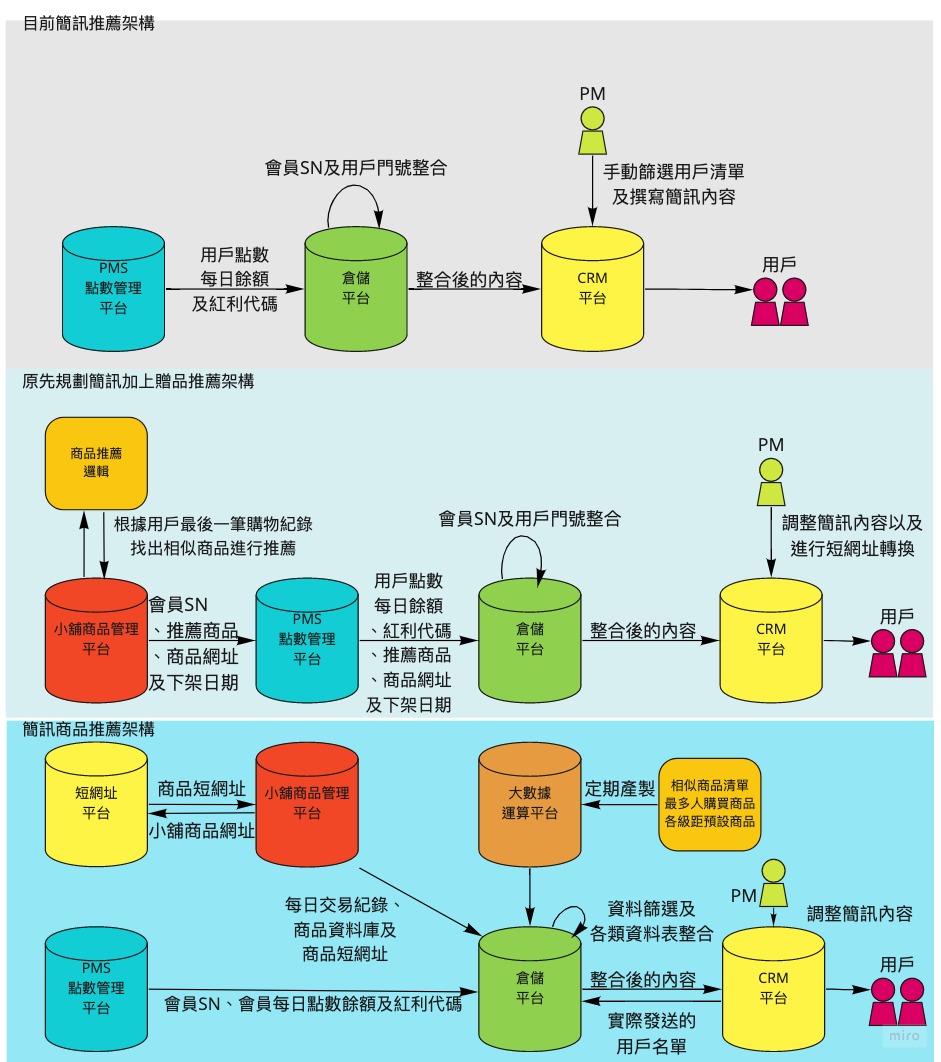 目前簡訊推薦架構
PM
手動篩選用戶清單
及撰寫簡訊內容
會員SN及用戶門號整合
PMS
點數管理
平台
用戶點數
每日餘額
及紅利代碼
倉儲
平台
整合後的內容
CRM
平台
用戶
原先規劃簡訊加上贈品推薦架構
商品推薦
邏輯
根據用戶最後一筆購物紀錄
找出相似商品進行推薦
小舖商品管理
平台
會員SN
、推薦商品
、商品網址
及下架日期
PMS
點數管理
平台
用戶點數
每日餘額
、紅利代碼
、推薦商品
、商品網址
及下架日期
會員SN及用戶門號整合
倉儲
平台
整合後的內容
PM
調整簡訊內容以及
進行短網址轉換
CRM
平台
用戶
簡訊商品推薦架構
短網址
平台
商品短網址
小舖商品網址
小舖商品管理
平台
大數據
運算平台
定期產製
相似商品清單
最多人購買商品
各級距預設商品
每日交易紀錄、
商品資料庫及
商品短網址
資料篩選及
各類資料表整合
PM
調整簡訊內容
PMS
點數管理
平台
會員SN、會員每日點數餘額及紅利代碼
倉儲
平台
整合後的內容
實際發送的
用戶名單
CRM
平台
用戶
miro